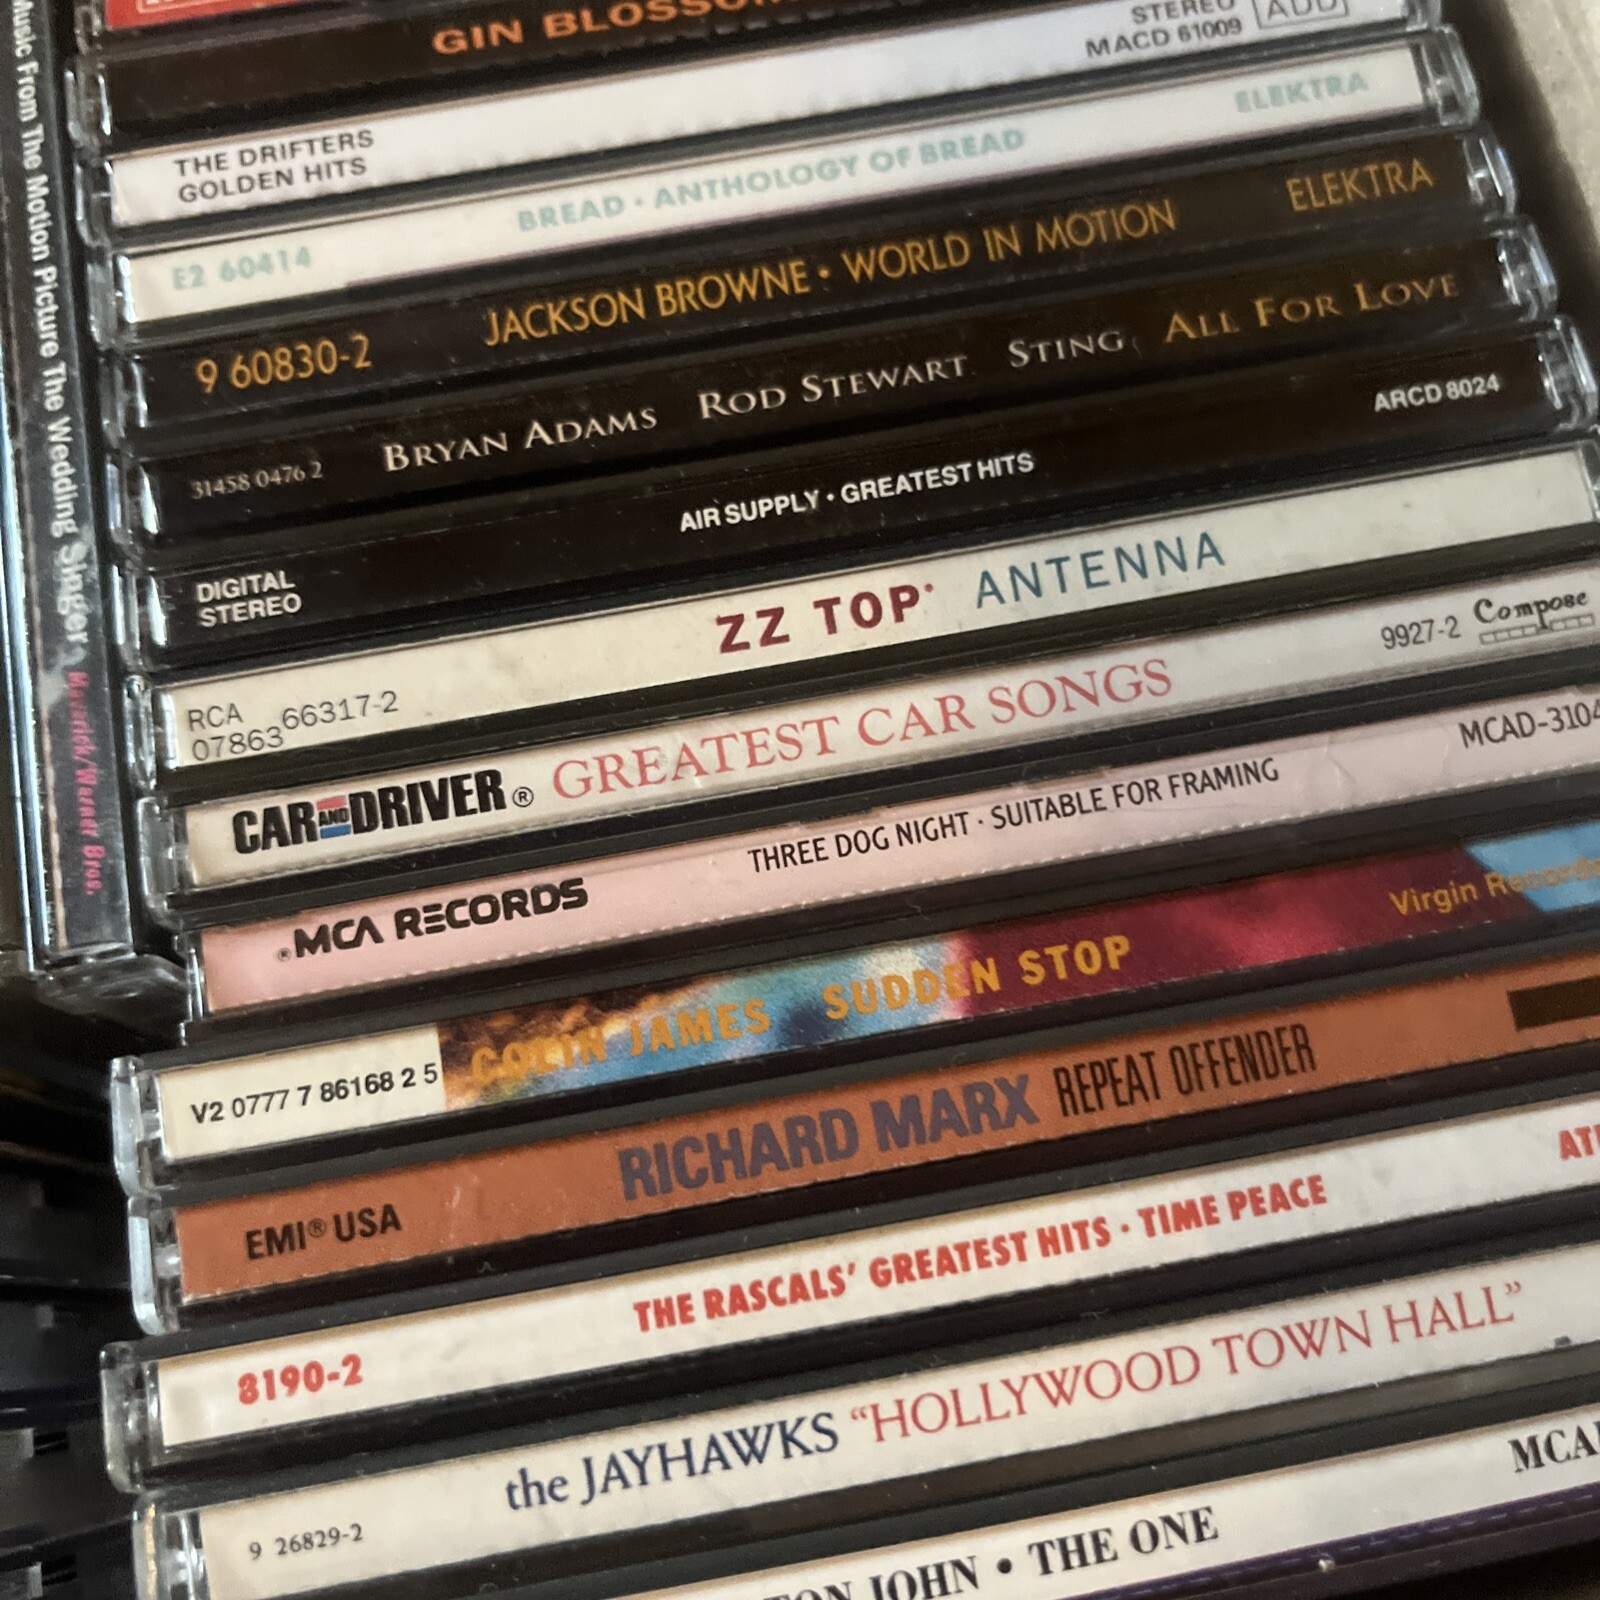 Music From The Motion Picture The Wedding Singer Maverick/Warner Bros.
GIN BLOSSOM
THE DRIFTERS
GOLDEN HITS
STEREO
MACD 61009
ADD
E2 60414 BREAD · ANTHOLOGY OF BREAD ELEKTRA
9 60830-2 JACKSON BROWNE · WORLD IN MOTION ELEKTRA
31458 0476 2 BRYAN ADAMS ROD STEWART STING ALL FOR LOVE
DIGITAL
STEREO
AIR SUPPLY · GREATEST HITS ARCD 8024
RCA
07863 66317-2
ZZ TOP ANTENNA
CAR AND DRIVER® GREATEST CAR SONGS 9927-2 Compose
®MCA RECORDS THREE DOG NIGHT · SUITABLE FOR FRAMING MCAD-3104
V2 0777 7 86168 2 5 COLIN JAMES SUDDEN STOP Virgin Records
EMI® USA RICHARD MARX REPEAT OFFENDER
8190-2 THE RASCALS' GREATEST HITS · TIME PEACE AT
9 26829-2 the JAYHAWKS “HOLLYWOOD TOWN HALL”
TON JOHN • THE ONE MCA